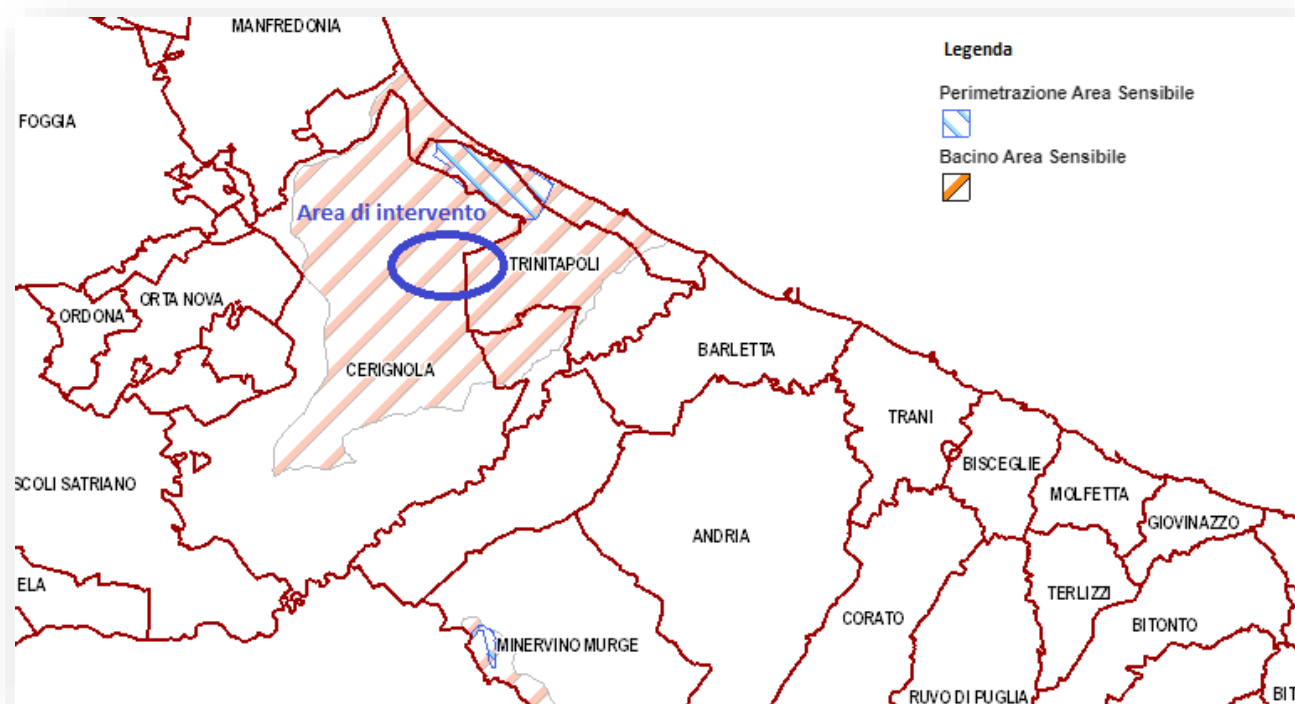 MANFREDONIA
Legenda
Perimetrazione Area Sensibile
FOGGIA
Bacino Area Sensibile
Area di intervento
TRINITAPOLI
ORTA NOVA
ORDONA
BARLETTA
CERIGNOLA
TRANI
BISCEGLIE
SCOLI SATRIANO
MOLFETTA
GIOVINAZZO
ANDRIA
ELA
TERLIZZI
CORATO
BITONTO
MINERVINO MURGE
RUVO DI PUGLIA
BIT